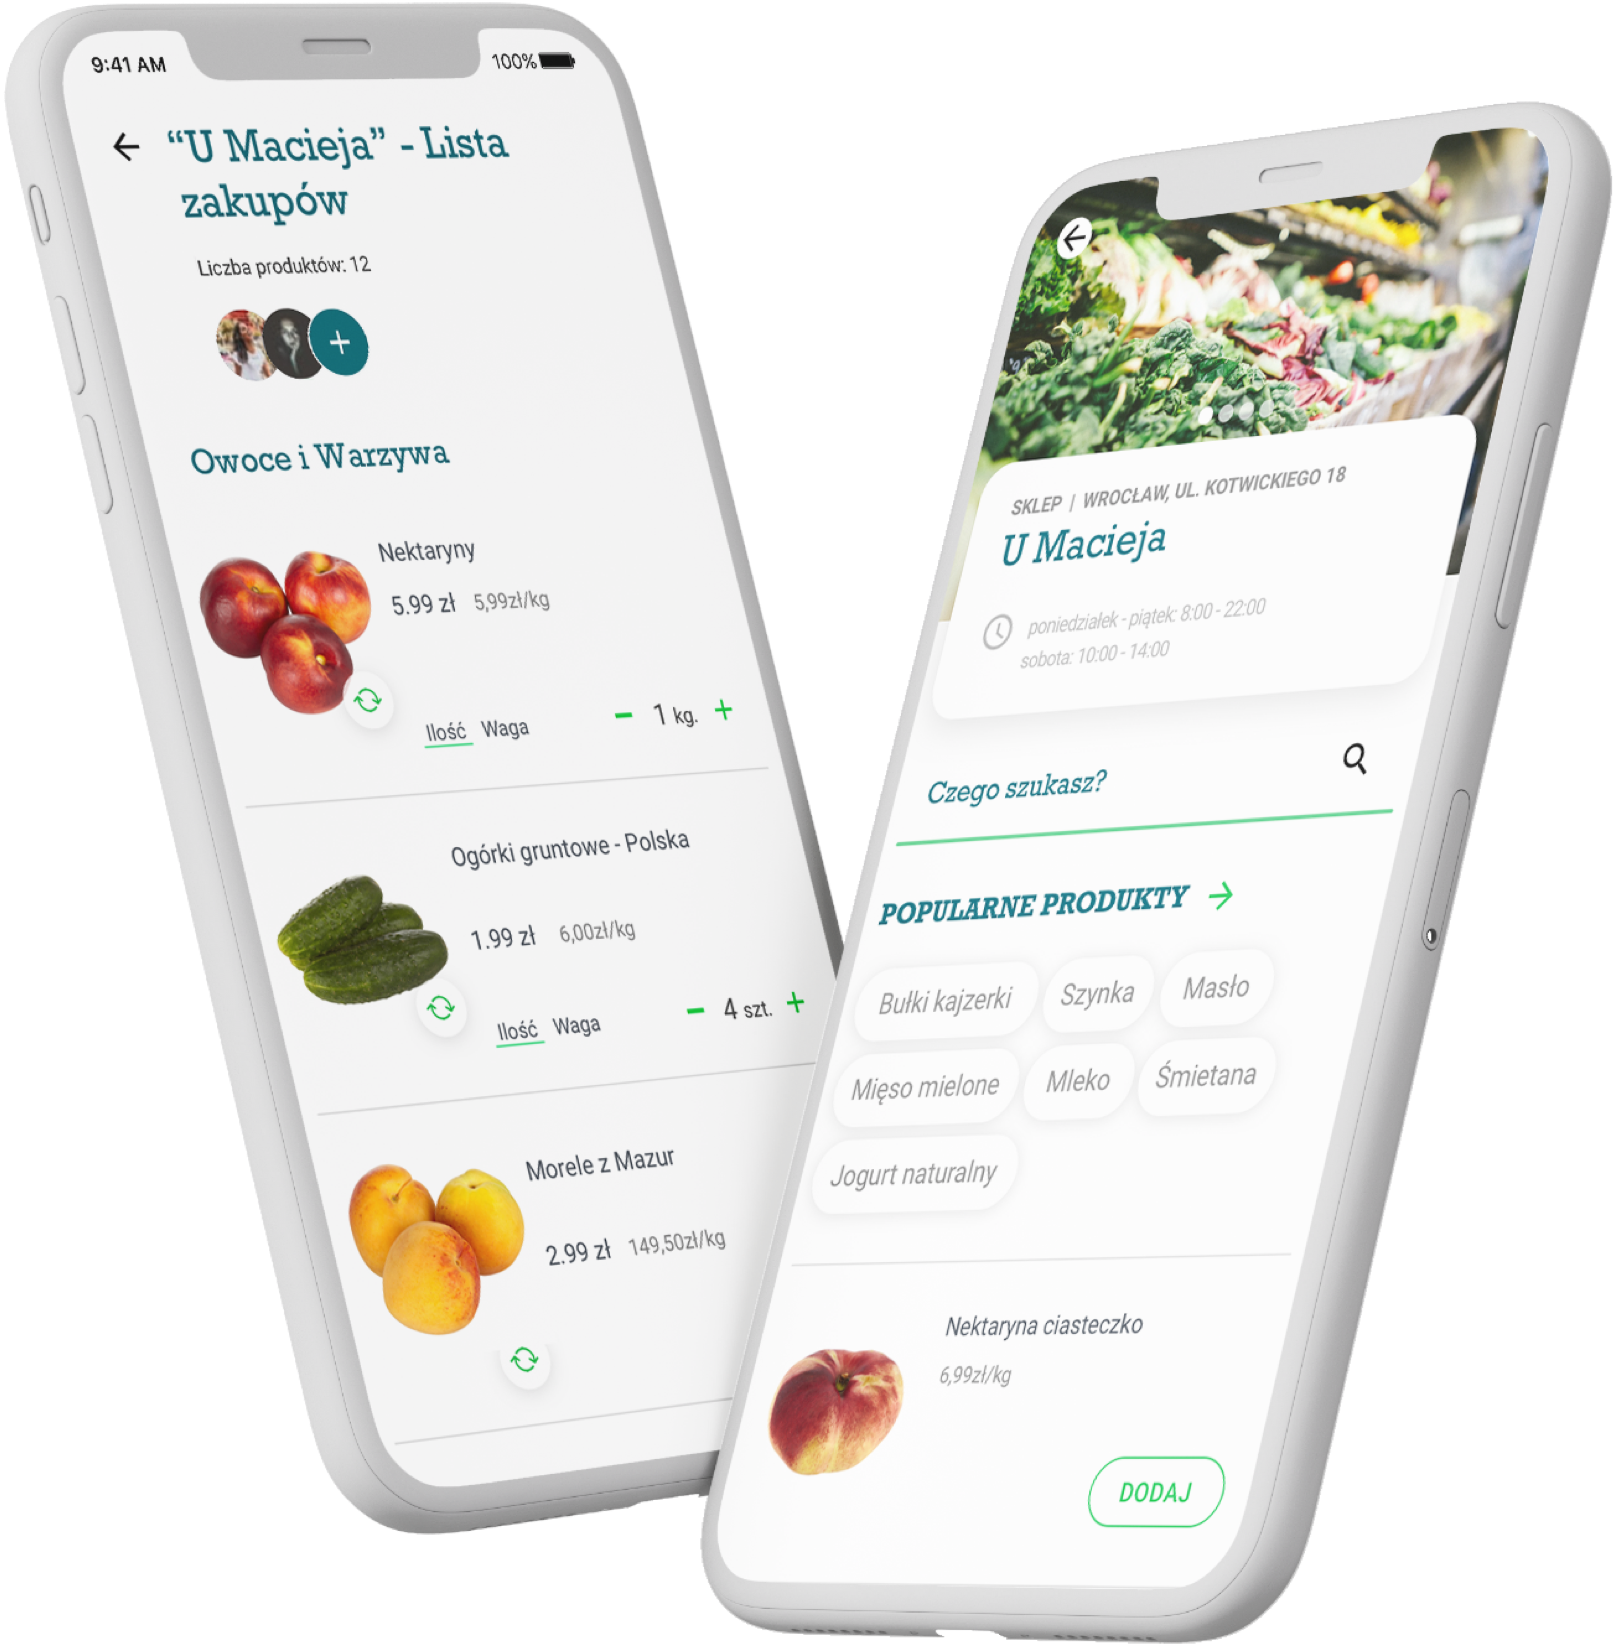 9:41 AM
100%
“U Macieja” - Lista
zakupów
Liczba produktów: 12
+
Owoce i Warzywa
Nektaryny
5.99 zł 5,99zł/kg
Ilość Waga
- 1 kg. +
Ogórki gruntowe - Polska
1.99 zł 6,00zł/kg
Ilość Waga
- 4 szt. +
Morele z Mazur
2.99 zł 149,50zł/kg
SKLEP | WROCŁAW, UL. KOTWICKIEGO 18
U Macieja
poniedziałek - piątek: 8:00 - 22:00
sobota: 10:00 - 14:00
Czego szukasz?
POPULARNE PRODUKTY
Bułki kajzerki Szynka Masło
Mięso mielone Mleko Śmietana
Jogurt naturalny
Nektaryna ciasteczko
6,99zł/kg
DODAJ